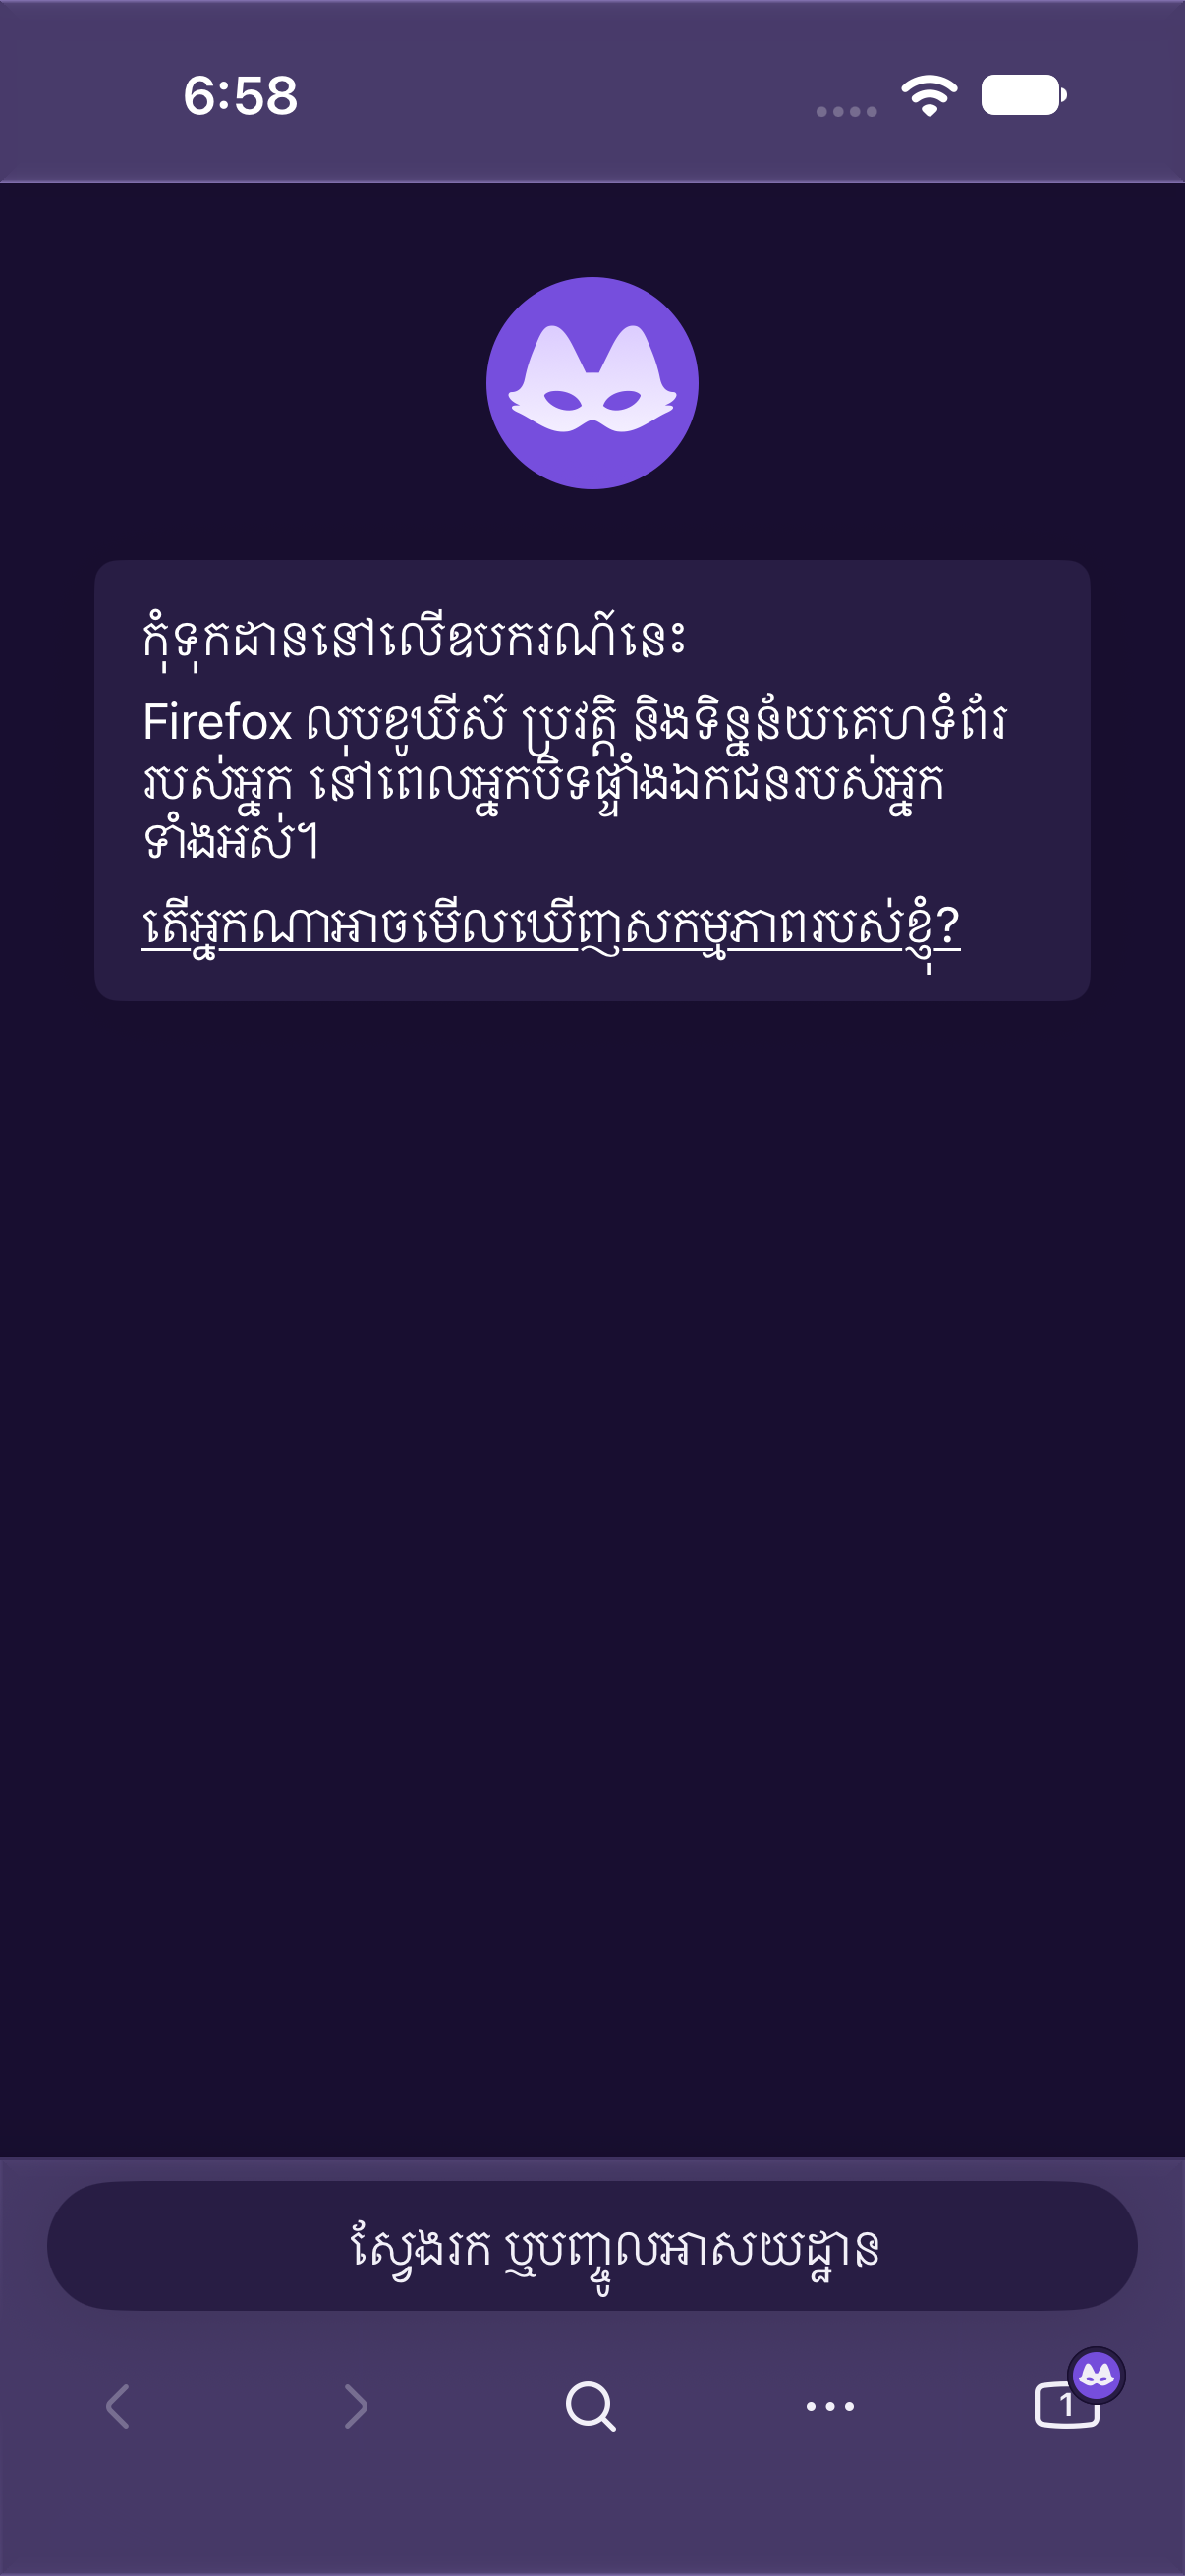 6:58
កុំទុកដាននៅលើឧបករណ៍នេះ
Firefox លុបខូឃីស៍ ប្រវត្តិ និងទិន្នន័យគេហទំព័រ
របស់អ្នក នៅពេលអ្នកបិទផ្ទាំងឯកជនរបស់អ្នក
ទាំងអស់។
តើអ្នកណាអាចមើលឃើញសកម្មភាពរបស់ខ្ញុំ?
ស្វែងរក ឬបញ្ចូលអាសយដ្ឋាន
1